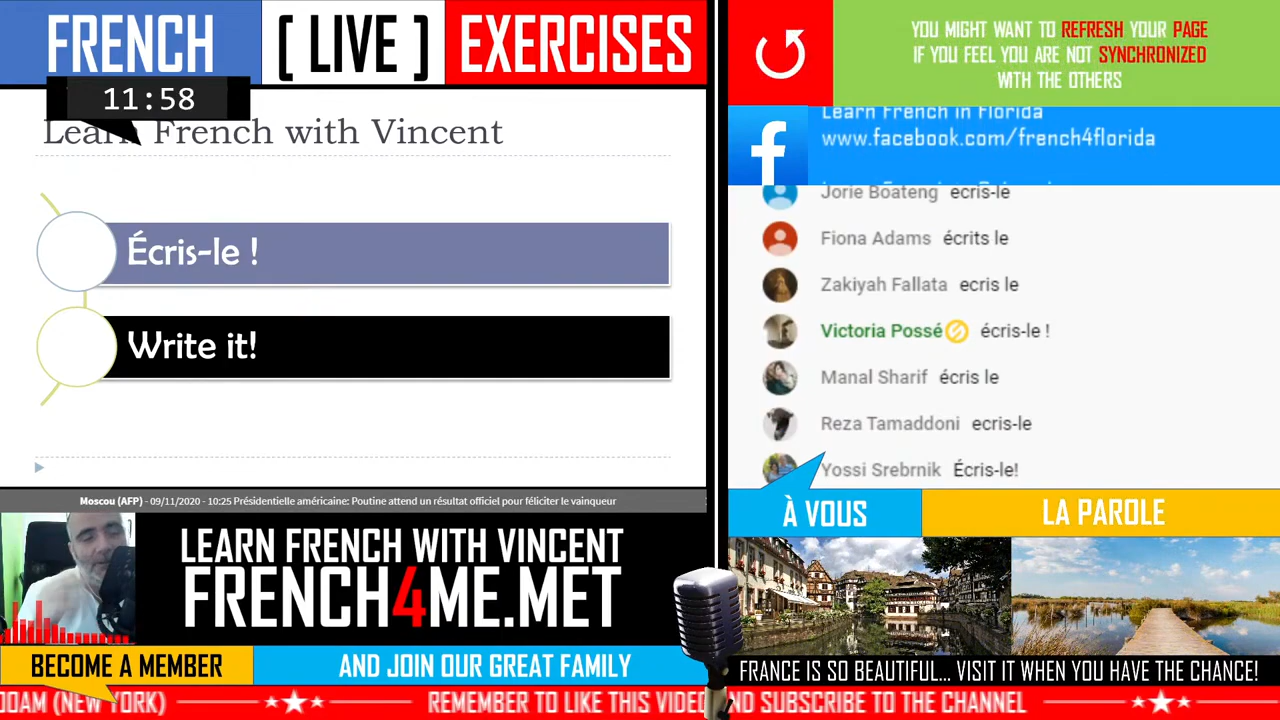 FRENCH
[ LIVE ]
EXERCISES
11:58
Learn French with Vincent
Écris-le !
Write it!
Moscou (AFP) - 09/11/2020 - 10:25 Présidentielle américaine: Poutine attend un résultat officiel pour féliciter le vainqueur
LEARN FRENCH WITH VINCENT
FRENCH4ME.MET
BECOME A MEMBER
AND JOIN OUR GREAT FAMILY
YOU MIGHT WANT TO REFRESH YOUR PAGE
IF YOU FEEL YOU ARE NOT SYNCHRONIZED
WITH THE OTHERS
Learn French in Florida
www.facebook.com/french4florida
Jorie Boateng ecris-le
Fiona Adams écrits le
Zakiyah Fallata ecris le
Victoria Possé écris-le !
Manal Sharif écris le
Reza Tamaddoni ecris-le
Yossi Srebrnik Écris-le!
À VOUS
LA PAROLE
FRANCE IS SO BEAUTIFUL... VISIT IT WHEN YOU HAVE THE CHANCE!
ODAM (NEW YORK) REMEMBER TO LIKE THIS VIDEO AND SUBSCRIBE TO THE CHANNEL